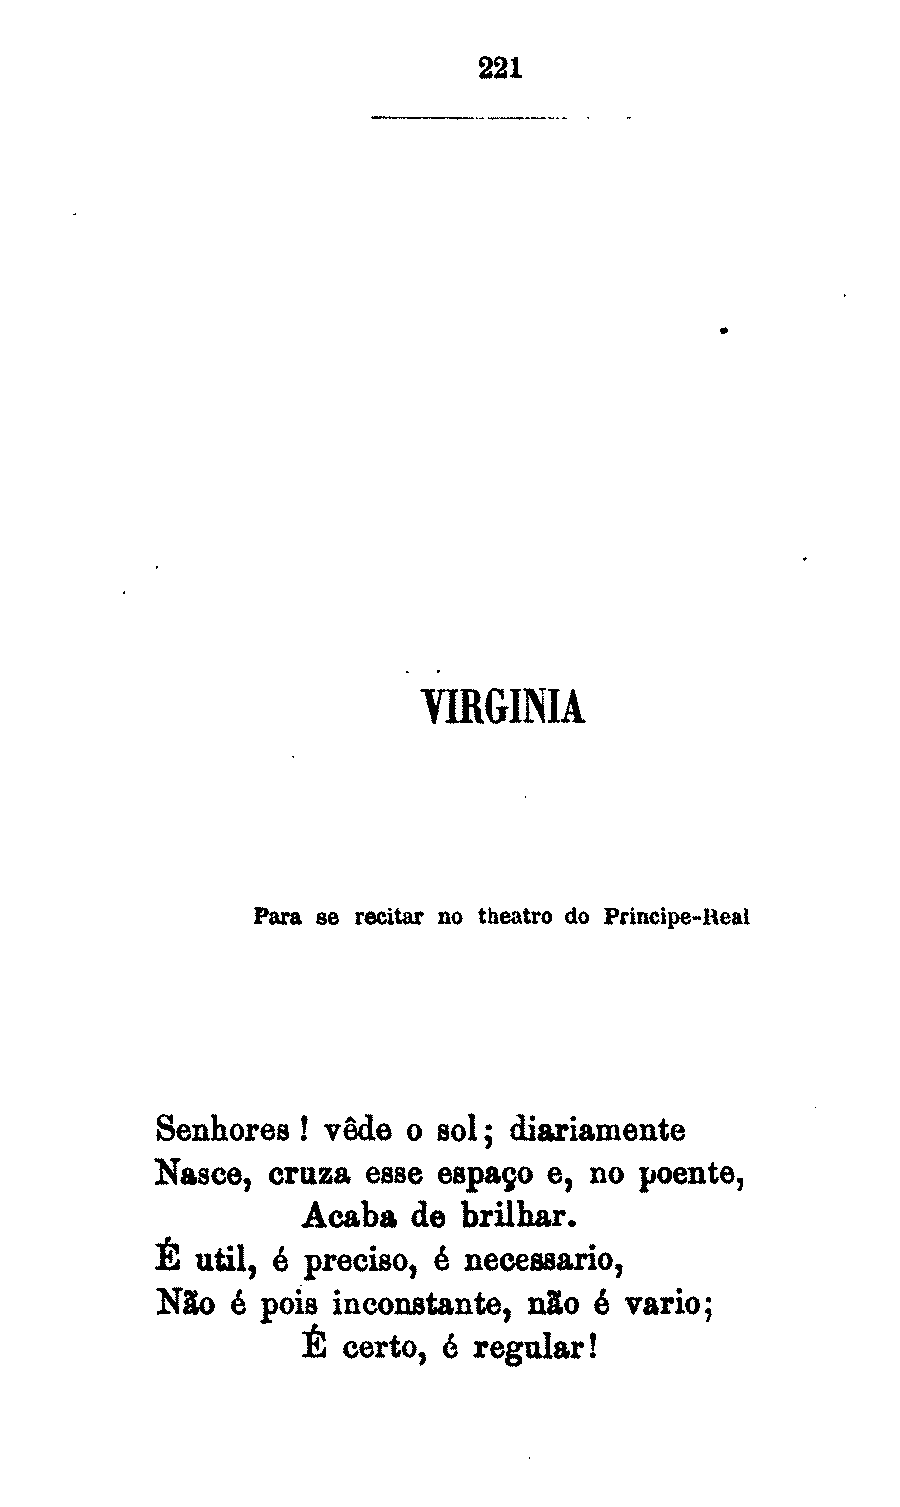 221
VIRGINIA
Para se recitar no theatro do Principe-Real
Senhores ! vêde o sol; diariamente
Nasce, cruza esse espaço e, no poente,
Acaba de brilhar.
É util, é preciso, é necessario,
Não é pois inconstante, não é vario;
É certo, é regular!